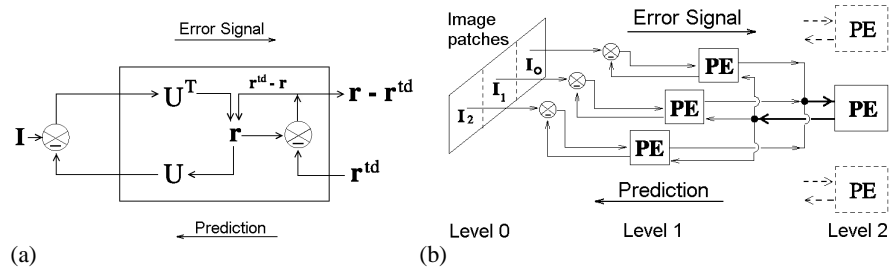 Error Signal
U^T
r^td - r
r - r^td
I
r
U
r^td
Prediction
(a)
Image
patches
Error Signal
I_0
I_1
I_2
PE
PE
PE
PE
PE
PE
Prediction
Level 0
Level 1
Level 2
(b)